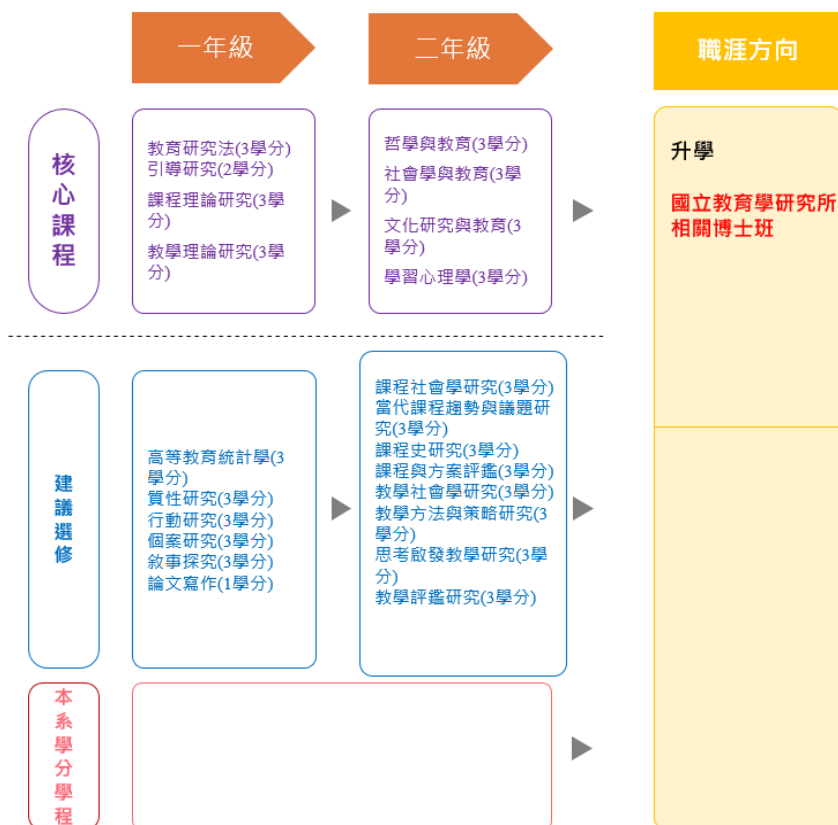 一年級
二年級
職涯方向
核心課程
教育研究法(3學分)
引導研究(2學分)
課程理論研究(3學
分)
教學理論研究(3學
分)
哲學與教育(3學分)
社會學與教育(3學
分)
文化研究與教育(3
學分)
學習心理學(3學分)
升學
國立教育學研究所
相關博士班
建議選修
高等教育統計學(3
學分)
質性研究(3學分)
行動研究(3學分)
個案研究(3學分)
敘事探究(3學分)
論文寫作(1學分)
課程社會學研究(3學分)
當代課程趨勢與議題研
究(3學分)
課程史研究(3學分)
課程與方案評鑑(3學分)
教學社會學研究(3學分)
教學方法與策略研究(3
學分)
思考啟發教學研究(3學
分)
教學評鑑研究(3學分)
本系學分學程